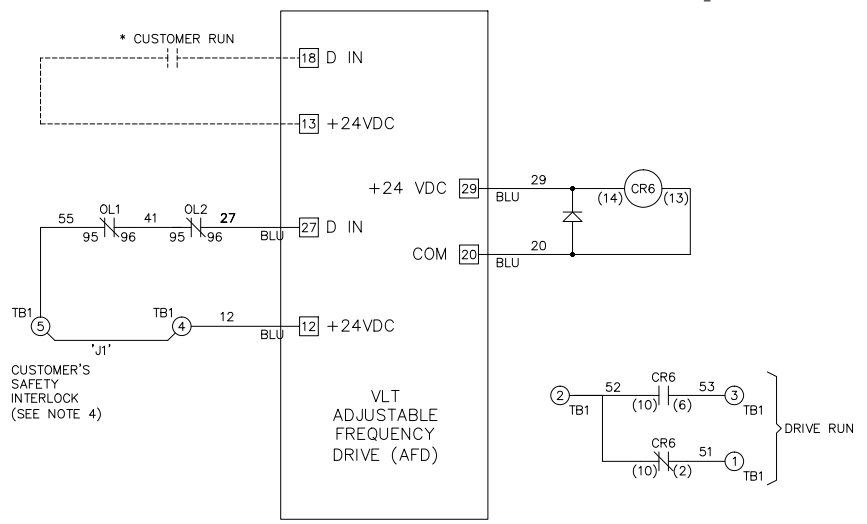 * CUSTOMER RUN
18 D IN
13 +24VDC
+24 VDC 29
29
BLU
(14) CR6 (13)
55 OL1 41 OL2 27
95 96 95 96
BLU
27 D IN
COM 20
20
BLU
TB1 5
TB1 4
12
BLU
12 +24VDC
'J1'
CUSTOMER'S
SAFETY
INTERLOCK
(SEE NOTE 4)
VLT
ADJUSTABLE
FREQUENCY
DRIVE (AFD)
2 TB1
52 CR6 53
(10) (6)
3 TB1
DRIVE RUN
CR6 51
(10) (2)
1 TB1